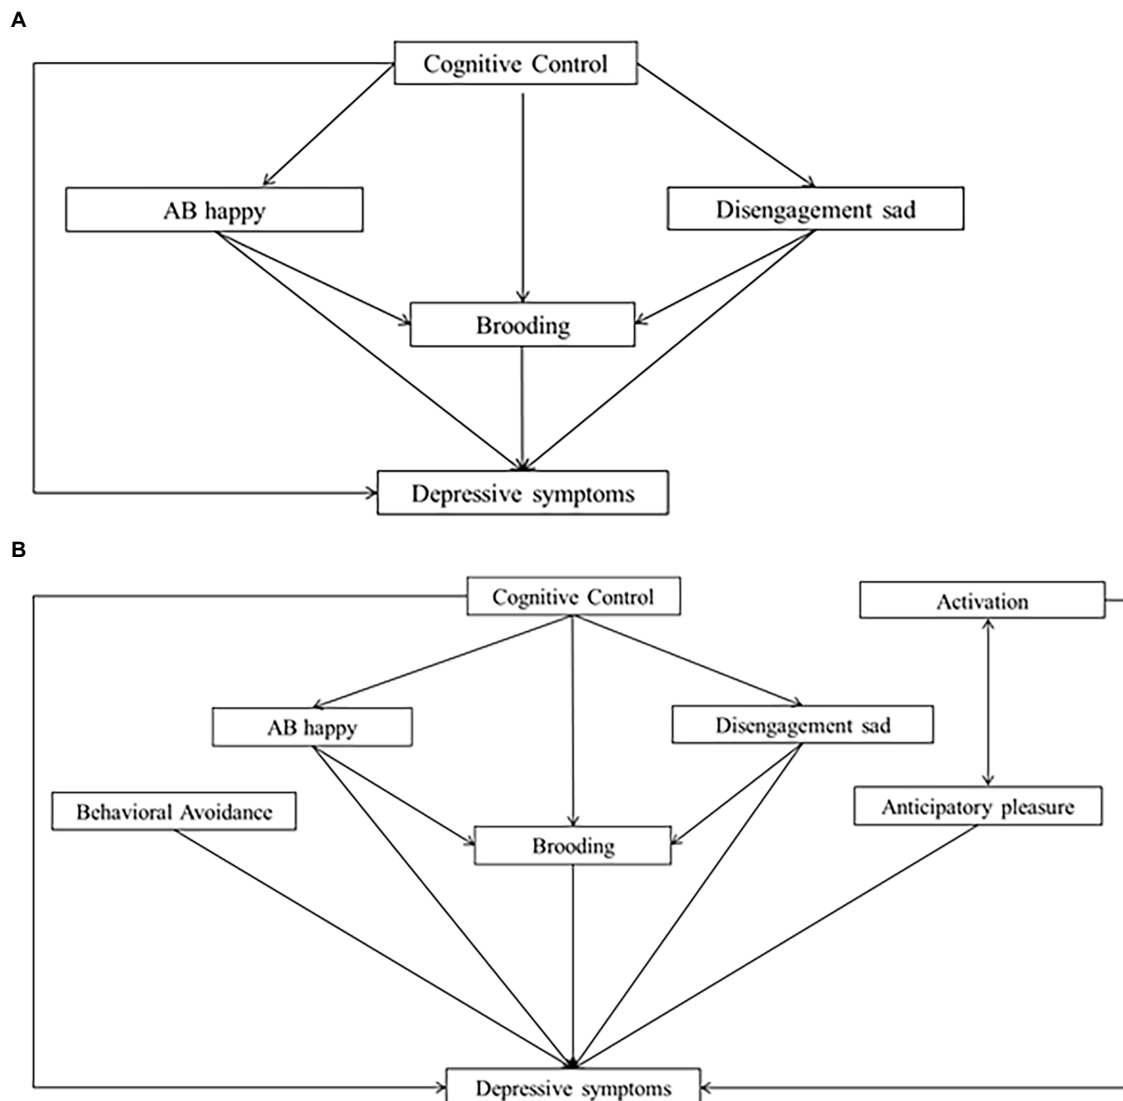 A
Cognitive Control
AB happy
Disengagement sad
Brooding
Depressive symptoms
B
Cognitive Control
Activation
AB happy
Disengagement sad
Behavioral Avoidance
Anticipatory pleasure
Brooding
Depressive symptoms